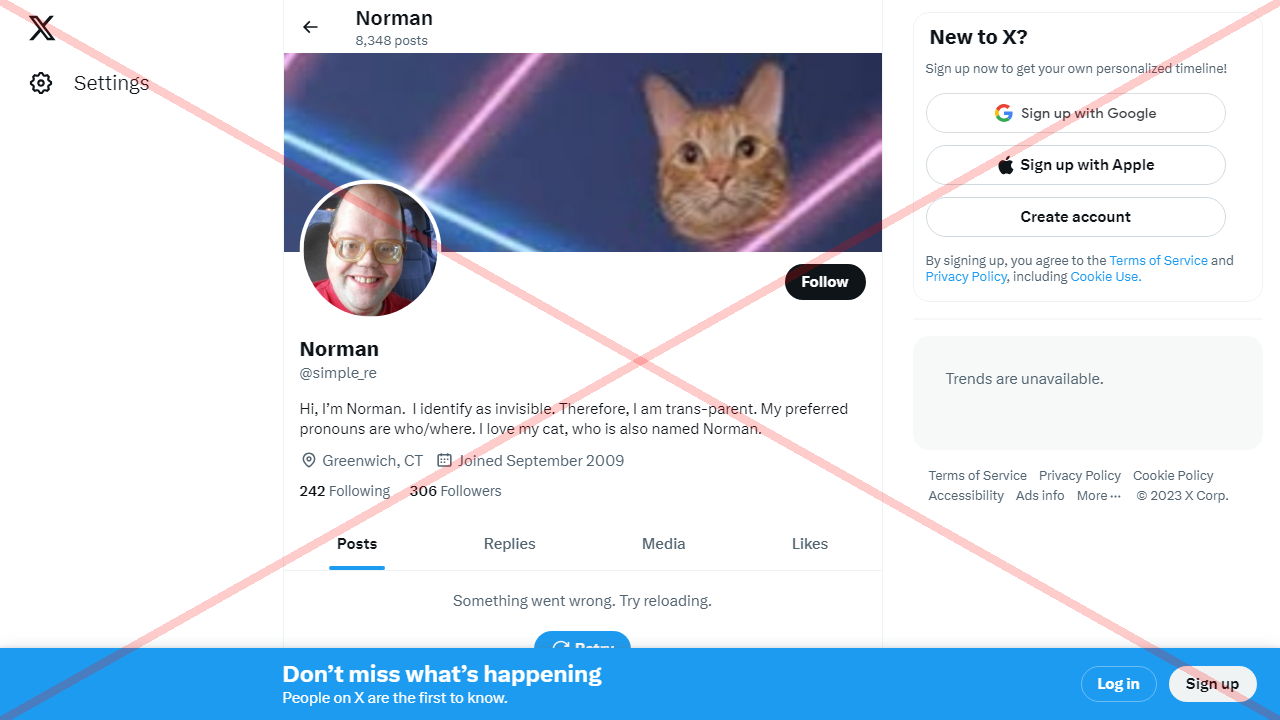 Settings
Norman
8,348 posts
Follow
Norman
@simple_re
Hi, I'm Norman.  I identify as invisible. Therefore, I am trans-parent. My preferred
pronouns are who/where. I love my cat, who is also named Norman.
Greenwich, CT Joined September 2009
242 Following 306 Followers
Posts Replies Media Likes
Something went wrong. Try reloading.
Retry
New to X?
Sign up now to get your own personalized timeline!
Sign up with Google
Sign up with Apple
Create account
By signing up, you agree to the Terms of Service and
Privacy Policy, including Cookie Use.
Trends are unavailable.
Terms of Service Privacy Policy Cookie Policy
Accessibility Ads info More ··· © 2023 X Corp.
Don't miss what's happening
People on X are the first to know.
Log in Sign up